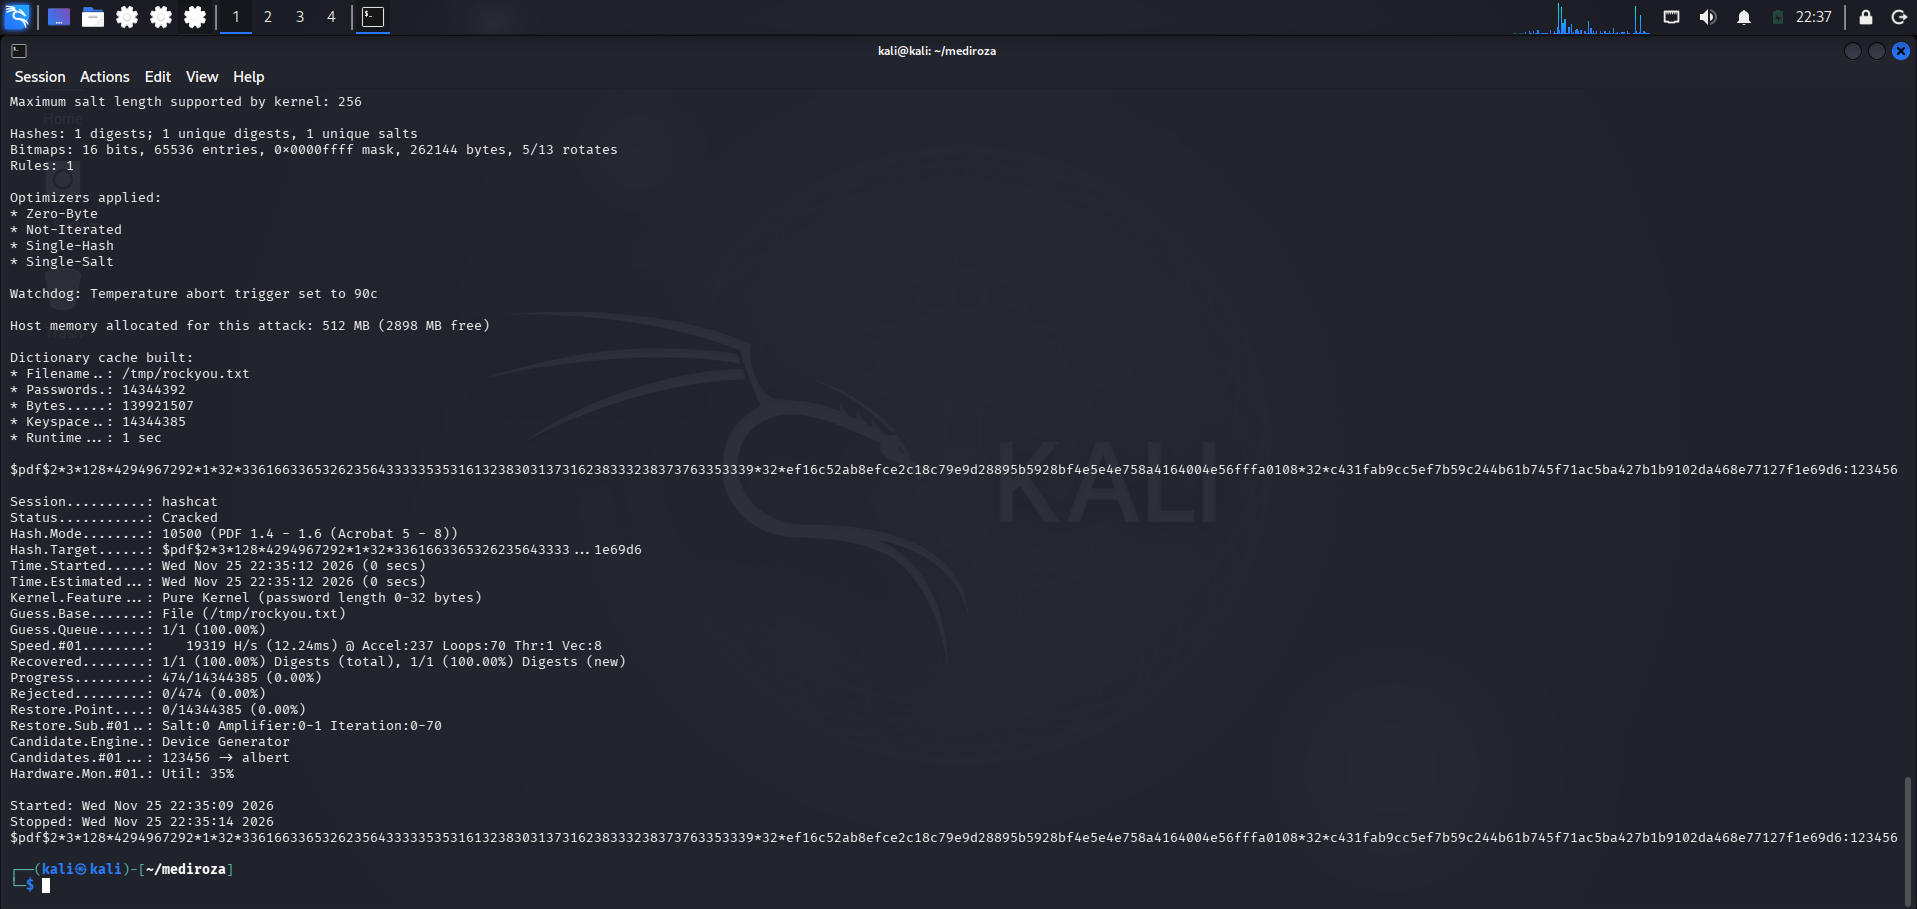 1 2 3 4 22:37
kali@kali: ~/mediroza
Session Actions Edit View Help
Maximum salt length supported by kernel: 256
Home
Hashes: 1 digests; 1 unique digests, 1 unique salts
Bitmaps: 16 bits, 65536 entries, 0×0000ffff mask, 262144 bytes, 5/13 rotates
Rules: 1
Optimizers applied:
* Zero-Byte
* Not-Iterated
* Single-Hash
* Single-Salt
Watchdog: Temperature abort trigger set to 90c
Host memory allocated for this attack: 512 MB (2898 MB free)
Trash
Dictionary cache built:
* Filename..: /tmp/rockyou.txt
* Passwords.: 14344392
* Bytes.....: 139921507
* Keyspace..: 14344385
* Runtime...: 1 sec
KALI
$pdf$2*3*128*4294967292*1*32*3361663365326235643333353531613238303137316238333238373763353339*32*ef16c52ab8efce2c18c79e9d28895b5928bf4e5e4e758a4164004e56fffa0108*32*c431fab9cc5ef7b59c244b61b745f71ac5ba427b1b9102da468e77127f1e69d6:123456
Session..........: hashcat
Status...........: Cracked
Hash.Mode........: 10500 (PDF 1.4 - 1.6 (Acrobat 5 - 8))
Hash.Target......: $pdf$2*3*128*4294967292*1*32*3361663365326235643333...1e69d6
Time.Started.....: Wed Nov 25 22:35:12 2026 (0 secs)
Time.Estimated...: Wed Nov 25 22:35:12 2026 (0 secs)
Kernel.Feature...: Pure Kernel (password length 0-32 bytes)
Guess.Base.......: File (/tmp/rockyou.txt)
Guess.Queue......: 1/1 (100.00%)
Speed.#01........: 19319 H/s (12.24ms) @ Accel:237 Loops:70 Thr:1 Vec:8
Recovered........: 1/1 (100.00%) Digests (total), 1/1 (100.00%) Digests (new)
Progress.........: 474/14344385 (0.00%)
Rejected.........: 0/474 (0.00%)
Restore.Point....: 0/14344385 (0.00%)
Restore.Sub.#01..: Salt:0 Amplifier:0-1 Iteration:0-70
Candidate.Engine.: Device Generator
Candidates.#01...: 123456 → albert
Hardware.Mon.#01.: Util: 35%
Started: Wed Nov 25 22:35:09 2026
Stopped: Wed Nov 25 22:35:14 2026
$pdf$2*3*128*4294967292*1*32*3361663365326235643333353531613238303137316238333238373763353339*32*ef16c52ab8efce2c18c79e9d28895b5928bf4e5e4e758a4164004e56fffa0108*32*c431fab9cc5ef7b59c244b61b745f71ac5ba427b1b9102da468e77127f1e69d6:123456
┌──(kali㉿kali)-[~/mediroza]
└─$